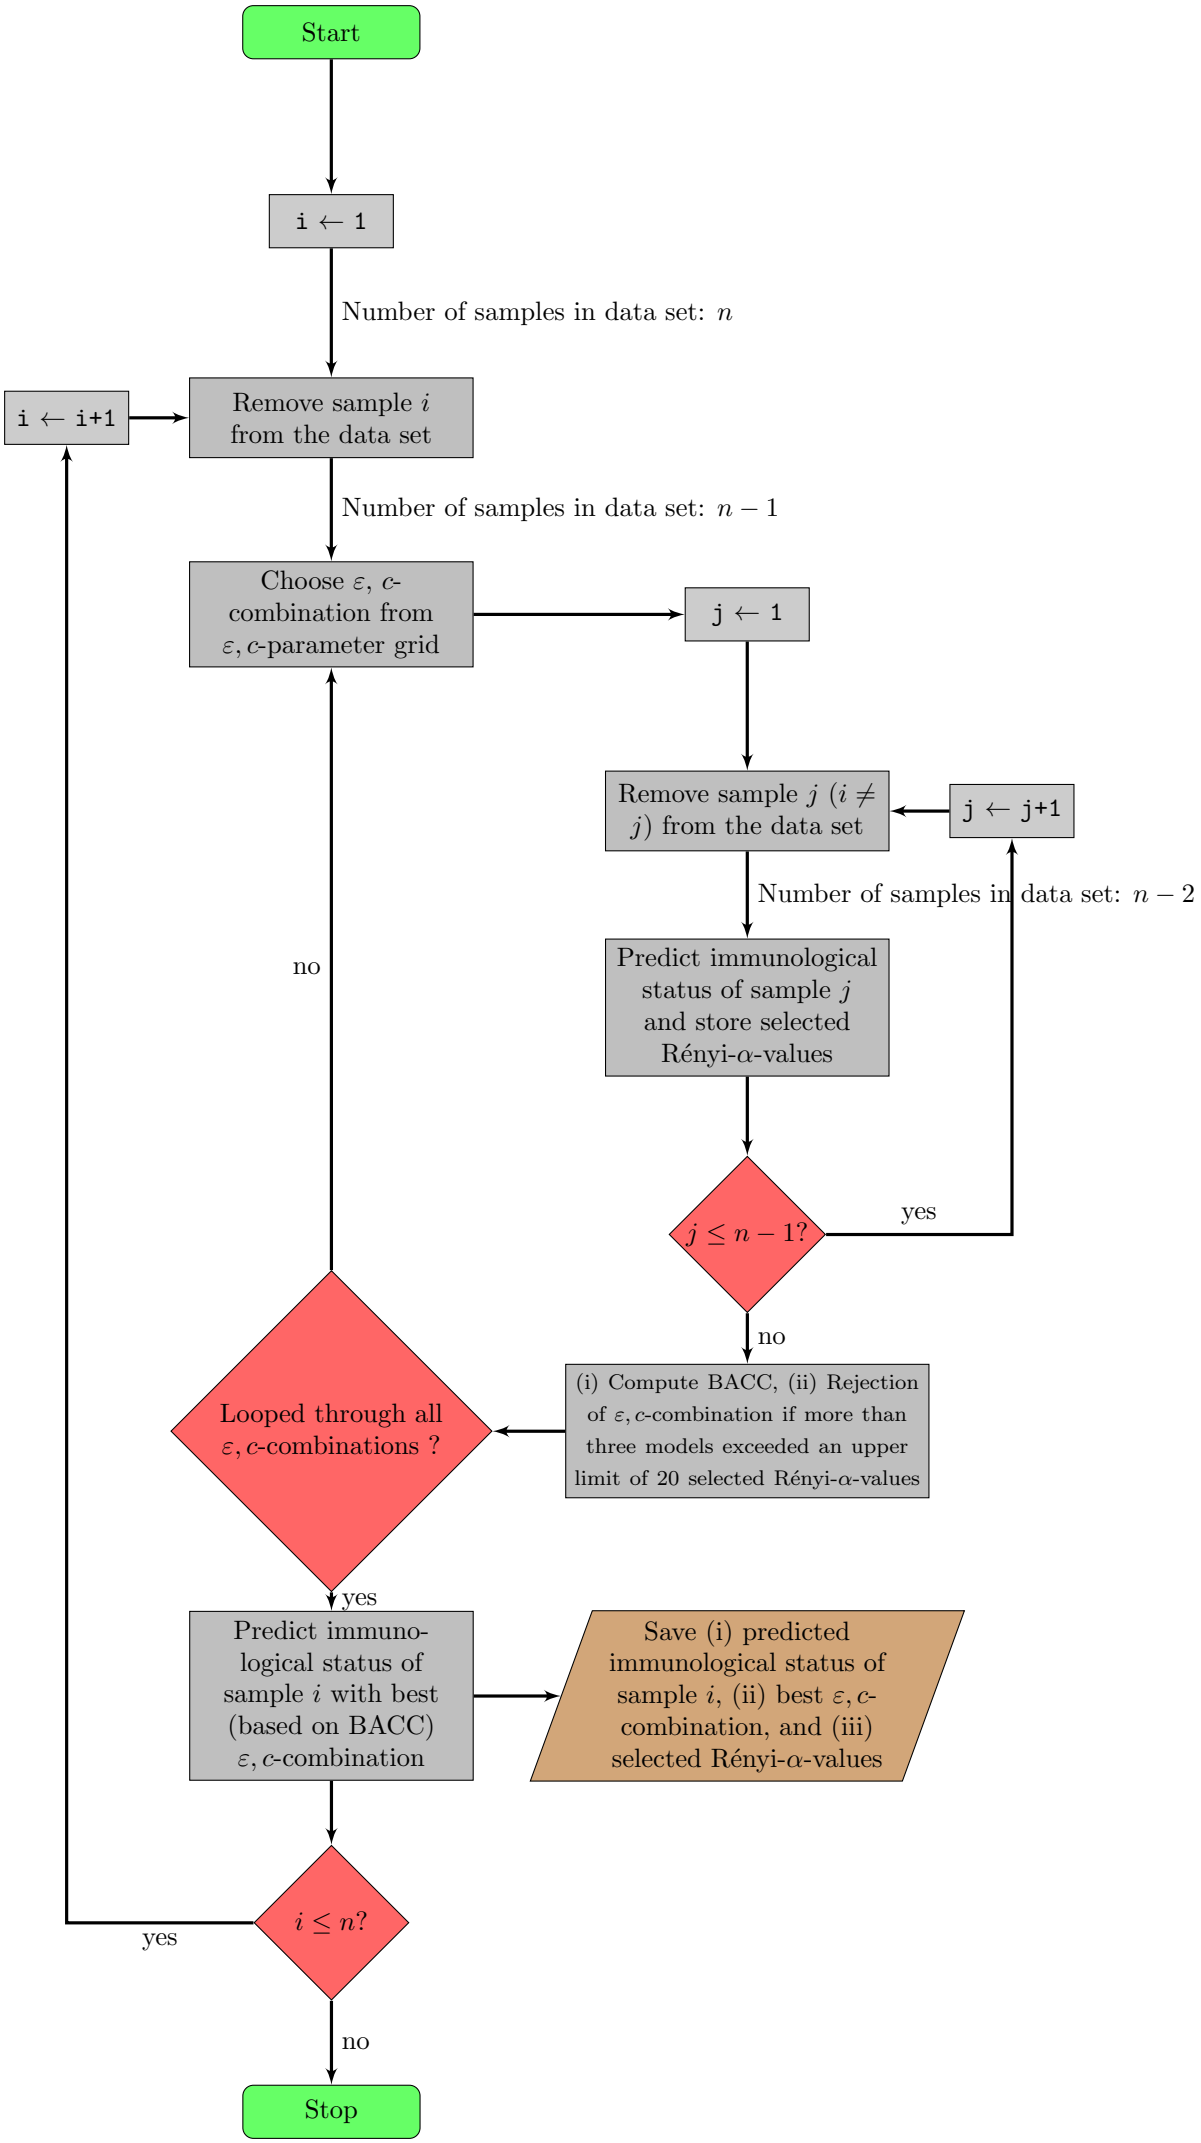 Start
i ← 1
Number of samples in data set: n
i ← i+1
Remove sample i
from the data set
Number of samples in data set: n − 1
Choose ε, c-
combination from
ε, c-parameter grid
j ← 1
Remove sample j (i ≠
j) from the data set
j ← j+1
Number of samples in data set: n − 2
Predict immunological
status of sample j
and store selected
Rényi-α-values
no
j ≤ n − 1?
yes
no
(i) Compute BACC, (ii) Rejection
of ε, c-combination if more than
three models exceeded an upper
limit of 20 selected Rényi-α-values
Looped through all
ε, c-combinations ?
yes
Predict immuno-
logical status of
sample i with best
(based on BACC)
ε, c-combination
Save (i) predicted
immunological status of
sample i, (ii) best ε, c-
combination, and (iii)
selected Rényi-α-values
i ≤ n?
yes
no
Stop